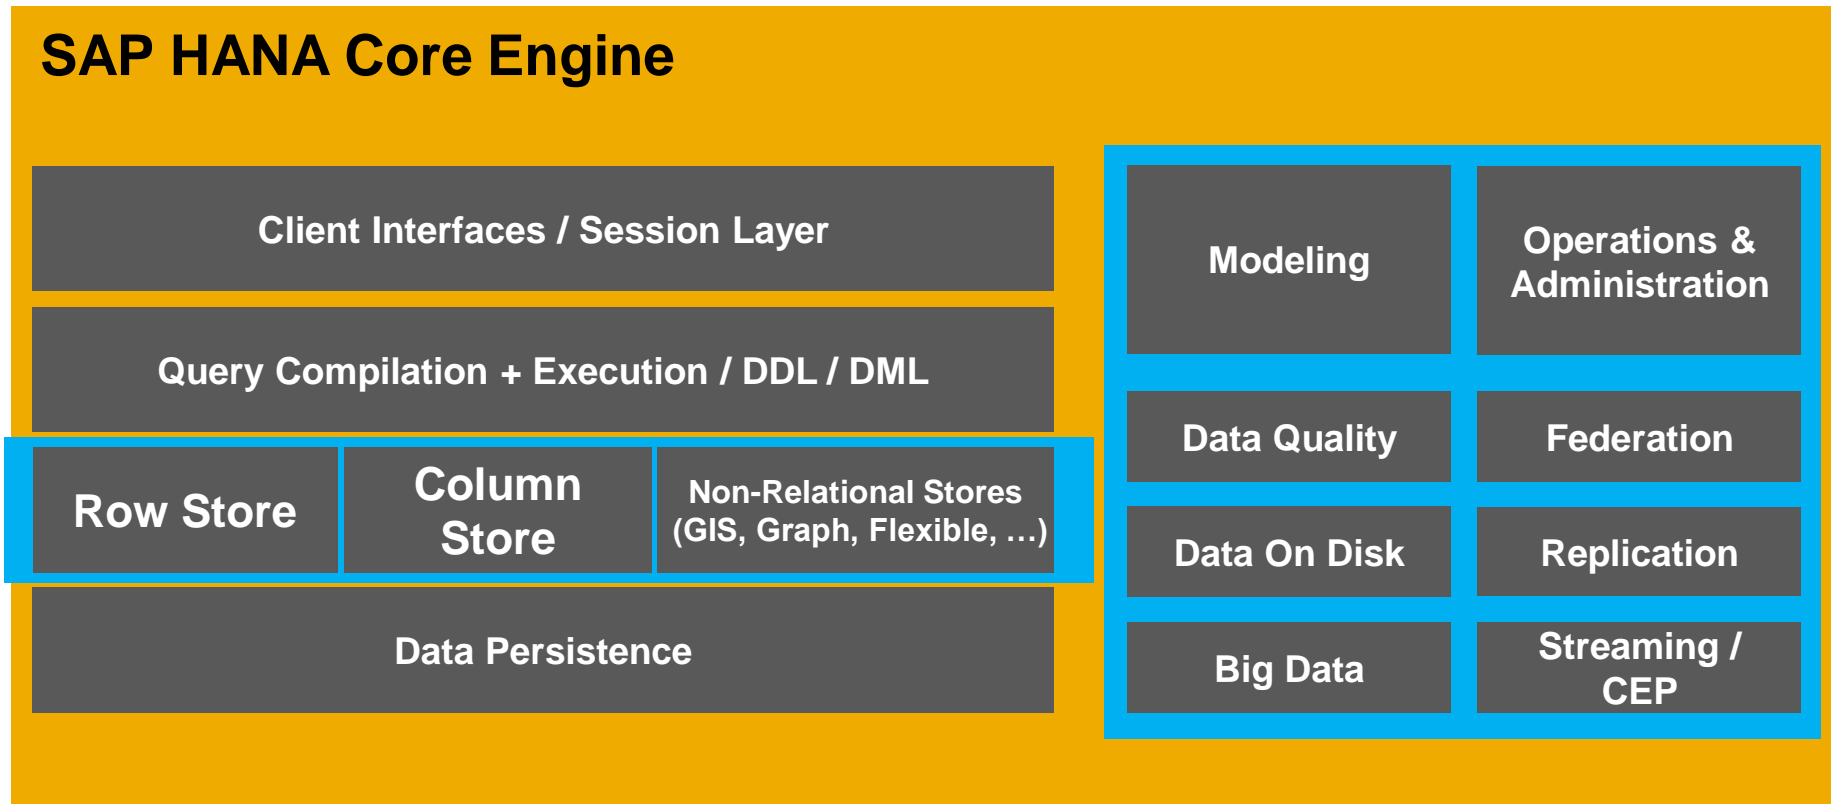 SAP HANA Core Engine
Client Interfaces / Session Layer
Query Compilation + Execution / DDL / DML
Row Store
Column
Store
Non-Relational Stores
(GIS, Graph, Flexible, …)
Data Persistence
Modeling
Operations &
Administration
Data Quality
Federation
Data On Disk
Replication
Big Data
Streaming /
CEP